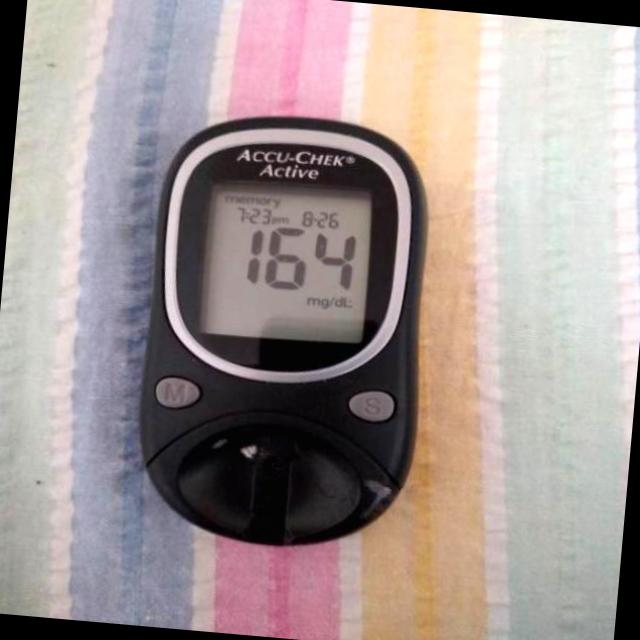 ACCU-CHEK®
Active
memory
7:23pm 8-26
164
mg/dL
M
S